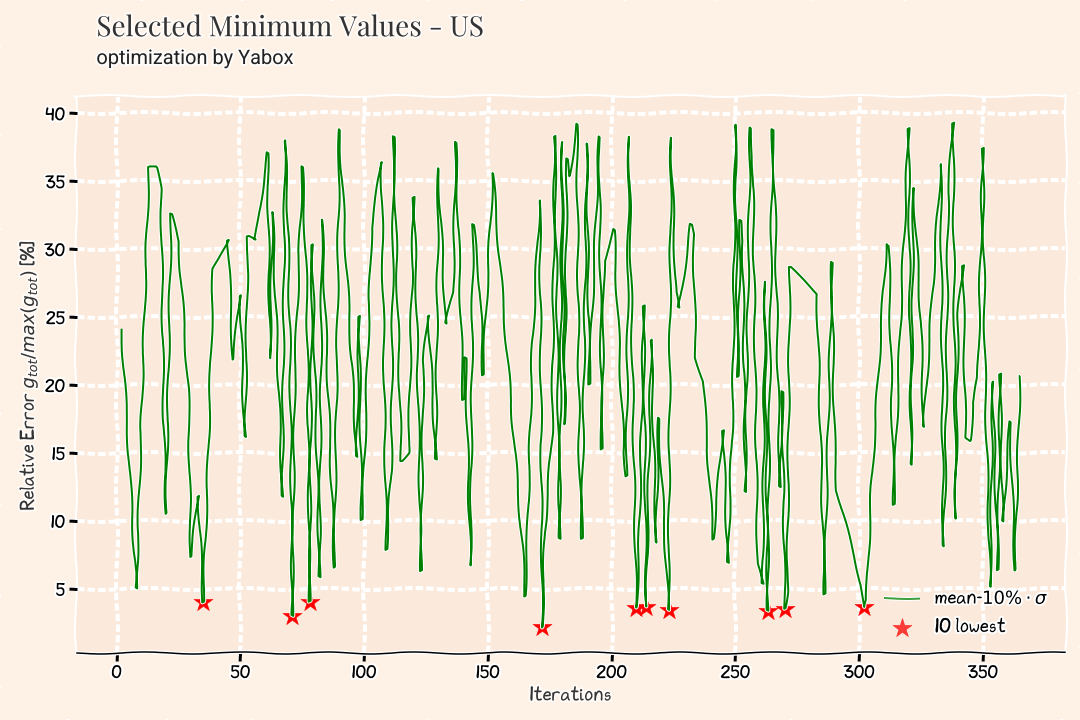 Selected Minimum Values - US
optimization by Yabox
Relative Error g_tot/max(g_tot) [%]
40
35
30
25
20
15
10
5
0 50 100 150 200 250 300 350
Iterations
mean-10% · σ
10 lowest